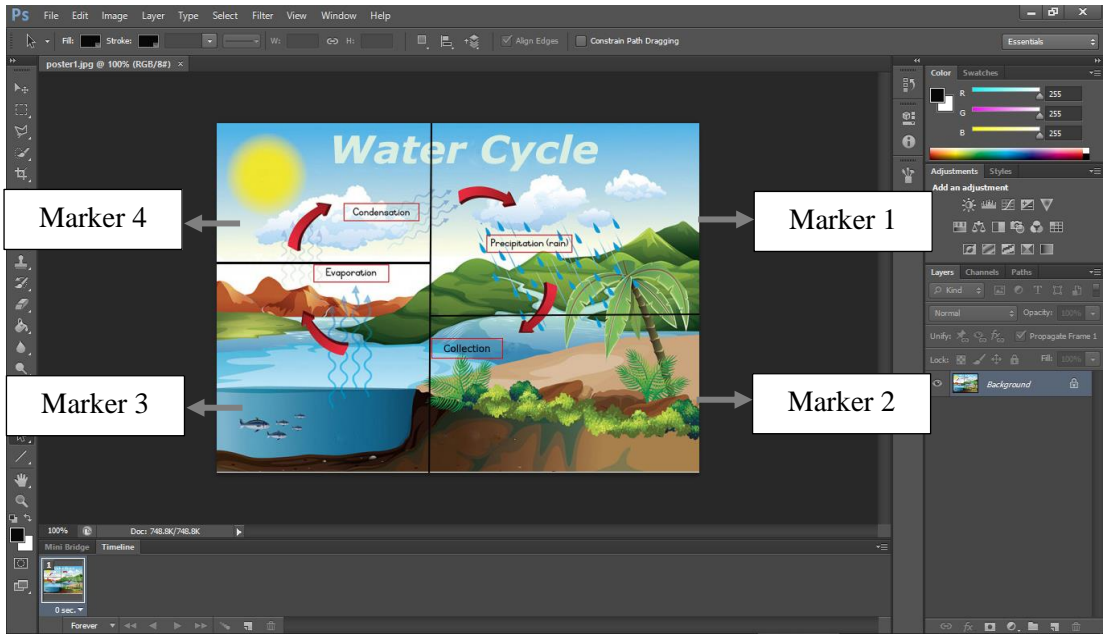 Ps File Edit Image Layer Type Select Filter View Window Help
Fill: Stroke: W: H: Align Edges Constrain Path Dragging Essentials
poster1.jpg @ 100% (RGB/8#) ×
Color Swatches
R 255
G 255
B 255
Adjustments Styles
Add an adjustment
Water Cycle
Condensation
Precipitation (rain)
Evaporation
Collection
Marker 4
Marker 1
Marker 3
Marker 2
Layers Channels Paths
Kind
Normal Opacity: 100%
Unify: Propagate Frame 1
Lock: Fill: 100%
Background
100% Doc: 748.8K/748.8K
Mini Bridge Timeline
1
0 sec.
Forever